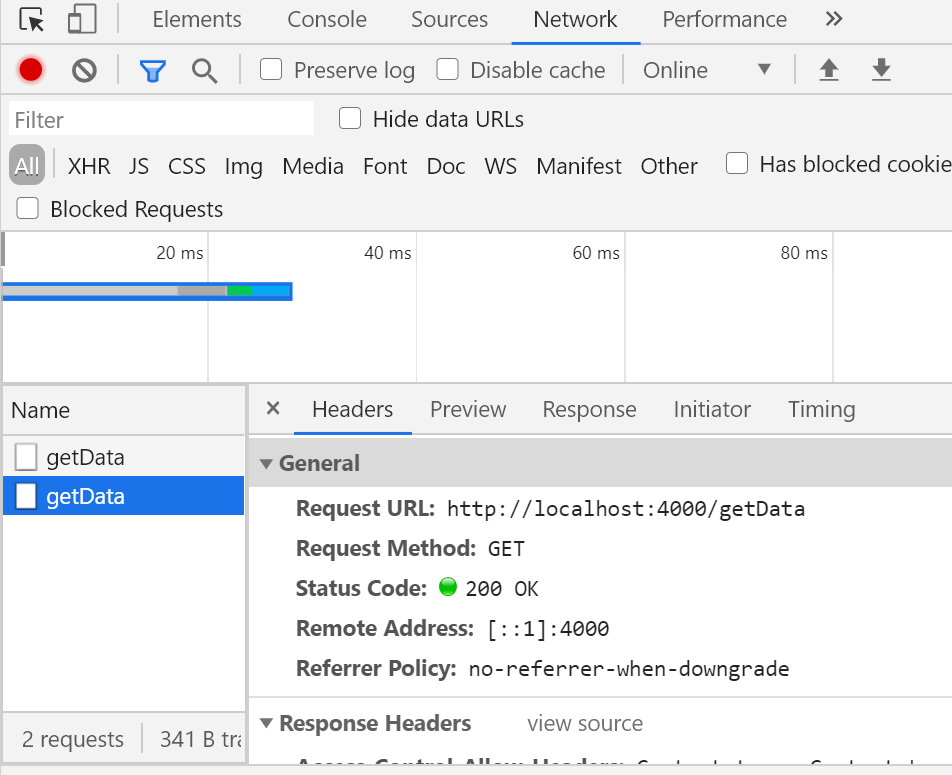 Elements Console Sources Network Performance »
Preserve log Disable cache Online
Filter Hide data URLs
All XHR JS CSS Img Media Font Doc WS Manifest Other Has blocked cookie
Blocked Requests
20 ms 40 ms 60 ms 80 ms
Name
getData
getData
2 requests 341 B tra
× Headers Preview Response Initiator Timing
General
Request URL: http://localhost:4000/getData
Request Method: GET
Status Code: 200 OK
Remote Address: [::1]:4000
Referrer Policy: no-referrer-when-downgrade
Response Headers view source